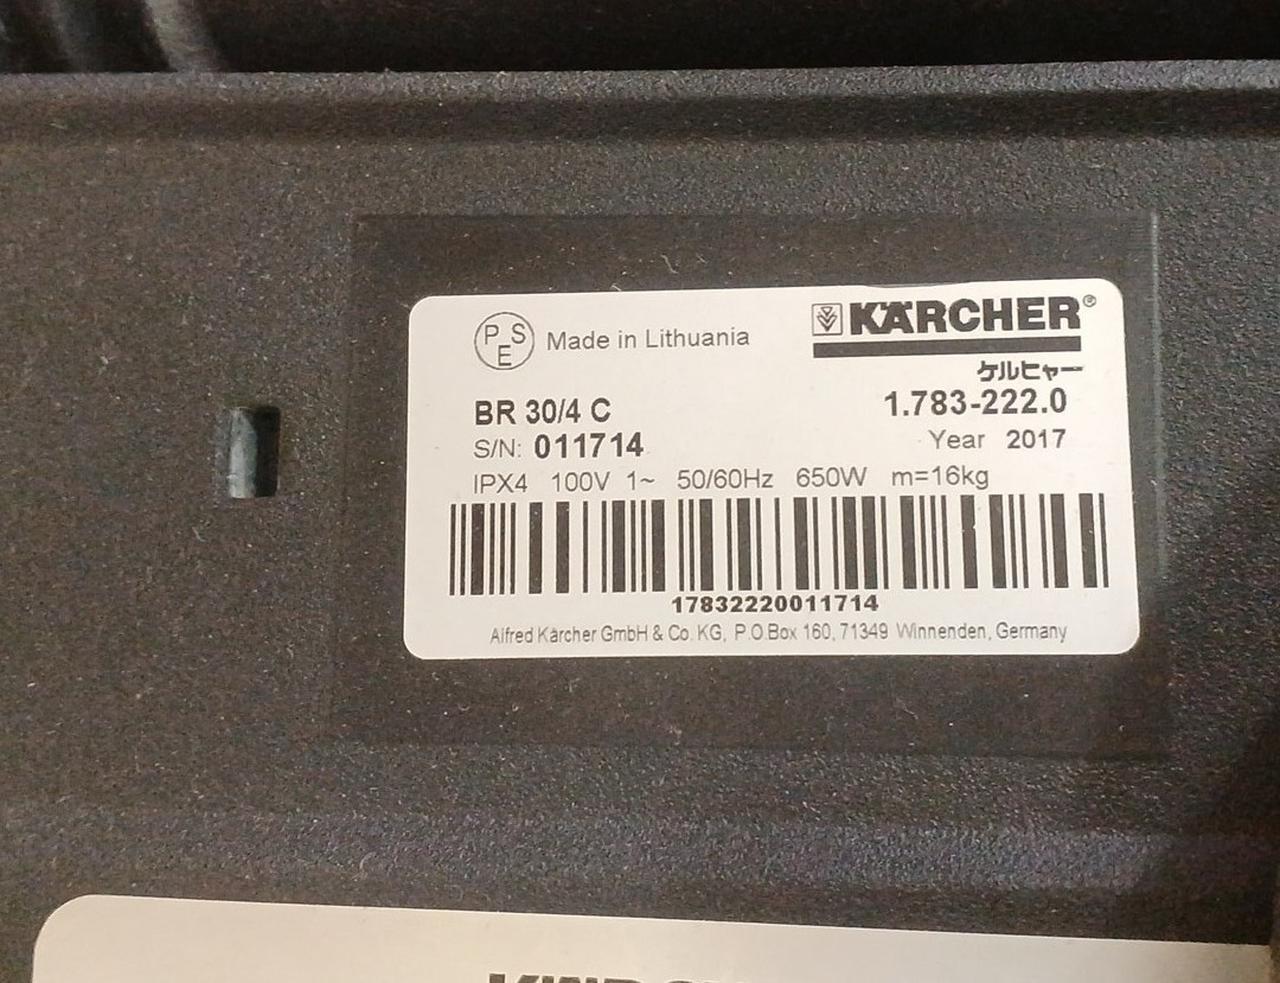 PSE Made in Lithuania
KÄRCHER®
ケルヒャー
BR 30/4 C 1.783-222.0
S/N: 011714 Year 2017
IPX4 100V 1~ 50/60Hz 650W m=16kg
17832220011714
Alfred Kärcher GmbH & Co. KG, P.O.Box 160, 71349 Winnenden, Germany